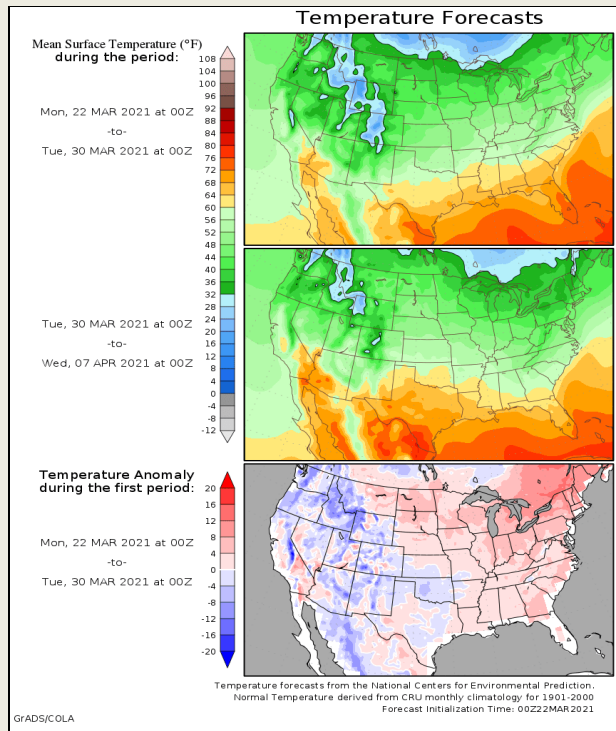 Temperature Forecasts
Mean Surface Temperature (°F)
during the period:
Mon, 22 MAR 2021 at 00Z
-to-
Tue, 30 MAR 2021 at 00Z
108
104
100
96
92
88
84
80
76
72
68
64
60
56
52
48
44
40
36
32
28
24
20
16
12
8
4
0
-4
-8
-12
Tue, 30 MAR 2021 at 00Z
-to-
Wed, 07 APR 2021 at 00Z
Temperature Anomaly
during the first period:
Mon, 22 MAR 2021 at 00Z
-to-
Tue, 30 MAR 2021 at 00Z
20
16
12
8
4
0
-4
-8
-12
-16
-20
Temperature forecasts from the National Centers for Environmental Prediction.
Normal Temperature derived from CRU monthly climatology for 1901-2000
Forecast Initialization Time: 00Z22MAR2021
GrADS/COLA